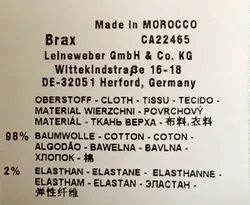 Made in MOROCCO
Brax CA22465
Leineweber GmbH & Co. KG
Wittekindstraße 16-18
DE-32051 Herford, Germany
OBERSTOFF - CLOTH - TISSU - TECIDO -
MATERIAŁ WIERZCHNI - POVRCHOVÝ
MATERIÁL - ТКАНЬ ВЕРХА - 布料,衣料
98% BAUMWOLLE - COTTON - COTON -
ALGODÃO - BAWEŁNA - BAVLNA -
ХЛОПОК - 棉
2% ELASTHAN - ELASTANE - ELASTHANNE -
ELASTHAM - ELASTAN - ЭЛАСТАН -
弹性纤维